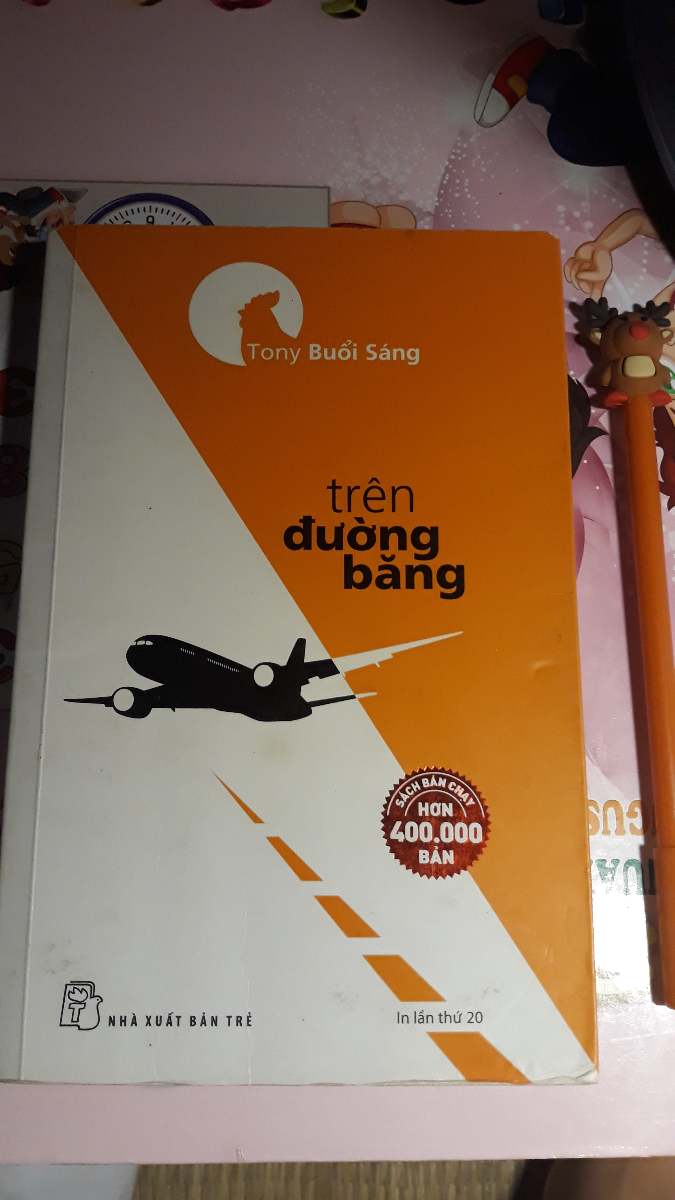 Tony Buổi Sáng
trên
đường
băng
SÁCH BÁN CHẠY
HƠN
400.000
BẢN
NHÀ XUẤT BẢN TRẺ
In lần thứ 20